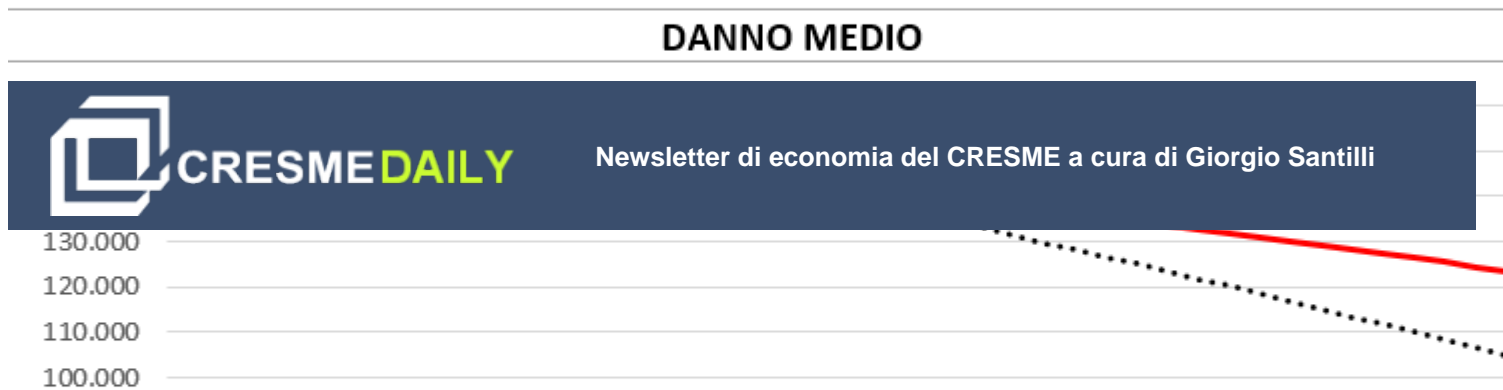 DANNO MEDIO
CRESMEDAILY
Newsletter di economia del CRESME a cura di Giorgio Santilli
130.000
120.000
110.000
100.000